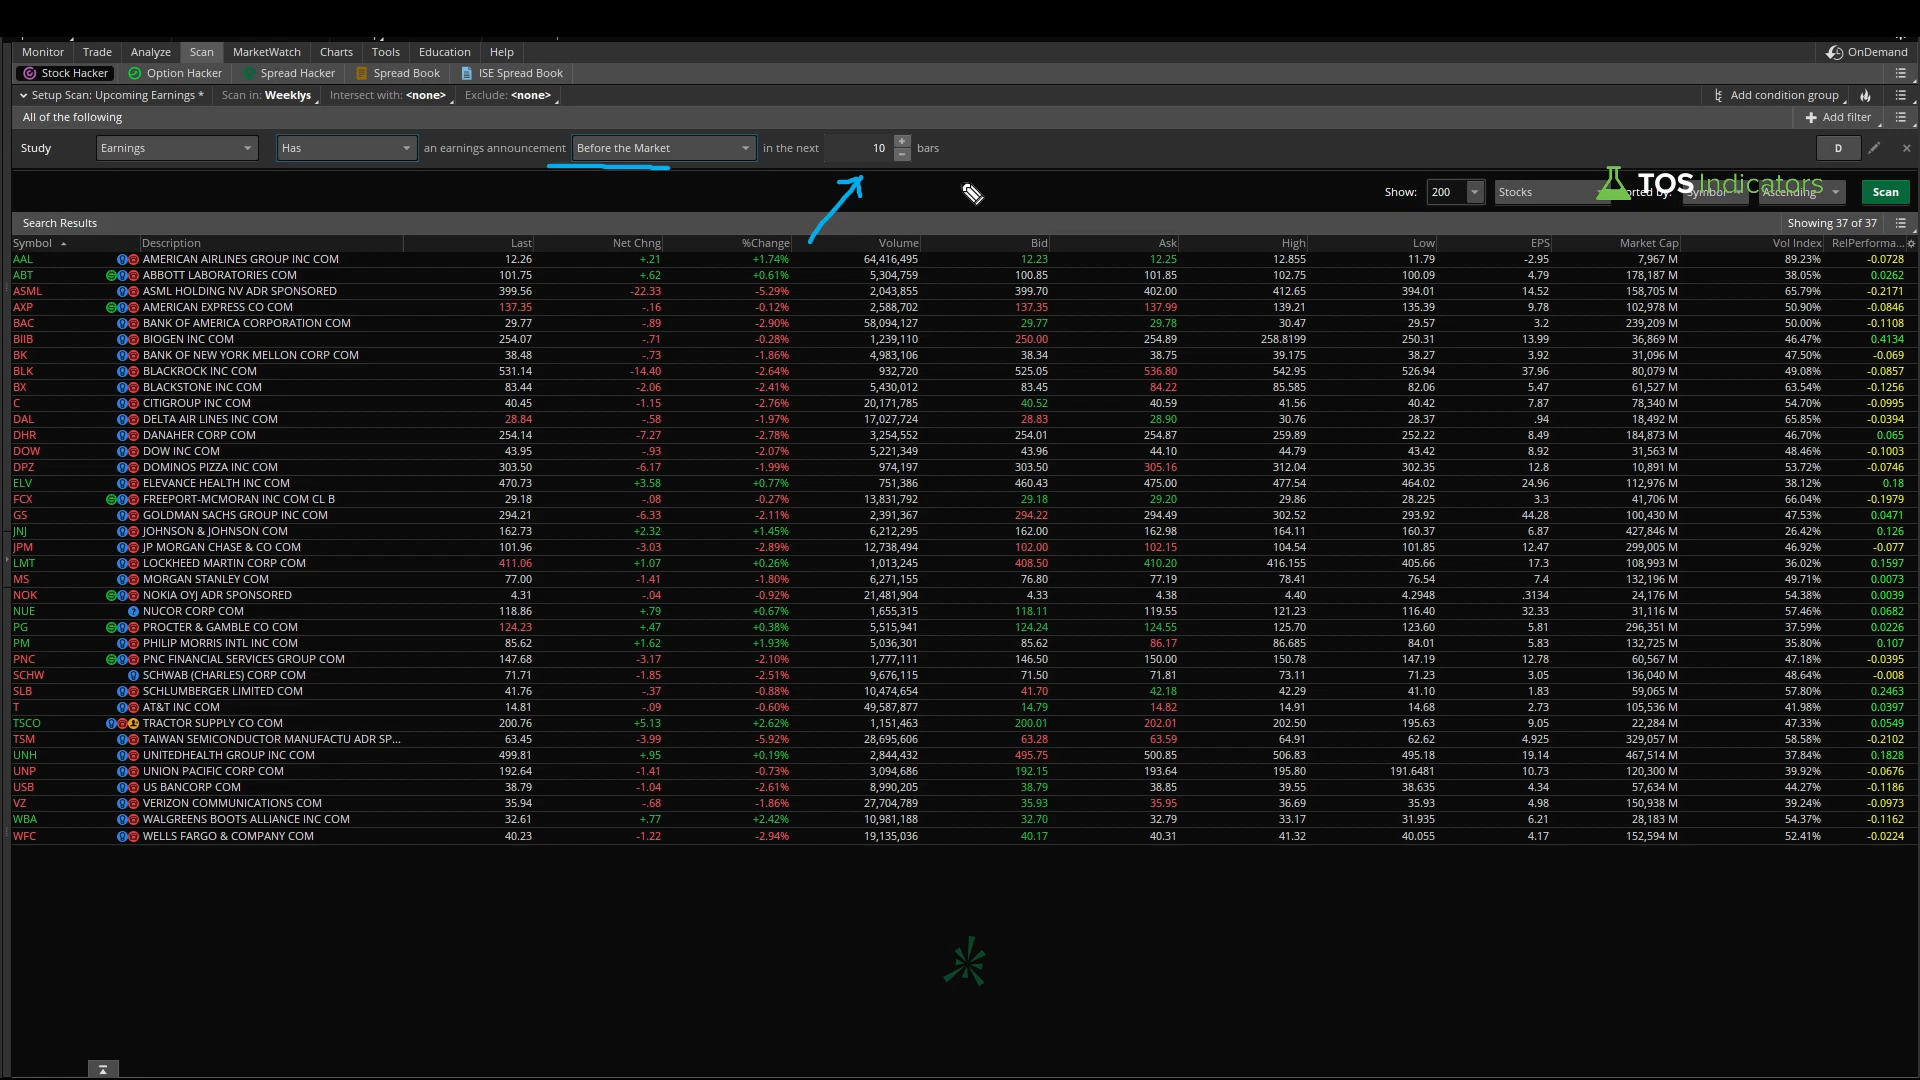 Monitor Trade Analyze Scan MarketWatch Charts Tools Education Help OnDemand
Stock Hacker Option Hacker Spread Hacker Spread Book ISE Spread Book
Setup Scan: Upcoming Earnings * Scan in: Weeklys Intersect with: <none> Exclude: <none> Add condition group
All of the following Add filter
Study Earnings Has an earnings announcement Before the Market in the next 10 bars D
Show: 200 Stocks TOS Indicators Scan
Search Results Showing 37 of 37
Symbol Description Last Net Chng %Change Volume Bid Ask High Low EPS Market Cap Vol Index RelPerforma...
AAL AMERICAN AIRLINES GROUP INC COM 12.26 +.21 +1.74% 64,416,495 12.23 12.25 12.855 11.79 -2.95 7,967 M 89.23% -0.0728
ABT ABBOTT LABORATORIES COM 101.75 +.62 +0.61% 5,304,759 100.85 101.85 102.75 100.09 4.79 178,187 M 38.05% 0.0262
ASML ASML HOLDING NV ADR SPONSORED 399.56 -22.33 -5.29% 2,043,855 399.70 402.00 412.65 394.01 14.52 158,705 M 65.79% -0.2171
AXP AMERICAN EXPRESS CO COM 137.35 -.16 -0.12% 2,588,702 137.35 137.99 139.21 135.39 9.78 102,978 M 50.90% -0.0846
BAC BANK OF AMERICA CORPORATION COM 29.77 -.89 -2.90% 58,094,127 29.77 29.78 30.47 29.57 3.2 239,209 M 50.00% -0.1108
BIIB BIOGEN INC COM 254.07 -.71 -0.28% 1,239,110 250.00 254.89 258.8199 250.31 13.99 36,869 M 46.47% 0.4134
BK BANK OF NEW YORK MELLON CORP COM 38.48 -.73 -1.86% 4,983,106 38.34 38.75 39.175 38.27 3.92 31,096 M 47.50% -0.069
BLK BLACKROCK INC COM 531.14 -14.40 -2.64% 932,720 525.05 536.80 542.95 526.94 37.96 80,079 M 49.08% -0.0857
BX BLACKSTONE INC COM 83.44 -2.06 -2.41% 5,430,012 83.45 84.22 85.585 82.06 5.47 61,527 M 63.54% -0.1256
C CITIGROUP INC COM 40.45 -1.15 -2.76% 20,171,785 40.52 40.59 41.56 40.42 7.87 78,340 M 54.70% -0.0995
DAL DELTA AIR LINES INC COM 28.84 -.58 -1.97% 17,027,724 28.83 28.90 30.76 28.37 .94 18,492 M 65.85% -0.0394
DHR DANAHER CORP COM 254.14 -7.27 -2.78% 3,254,552 254.01 254.87 259.89 252.22 8.49 184,873 M 46.70% 0.065
DOW DOW INC COM 43.95 -.93 -2.07% 5,221,349 43.96 44.10 44.79 43.42 8.92 31,563 M 48.46% -0.1003
DPZ DOMINOS PIZZA INC COM 303.50 -6.17 -1.99% 974,197 303.50 305.16 312.04 302.35 12.8 10,891 M 53.72% -0.0746
ELV ELEVANCE HEALTH INC COM 470.73 +3.58 +0.77% 751,386 460.43 475.00 477.54 464.02 24.96 112,976 M 38.12% 0.18
FCX FREEPORT-MCMORAN INC COM CL B 29.18 -.08 -0.27% 13,831,792 29.18 29.20 29.86 28.225 3.3 41,706 M 66.04% -0.1979
GS GOLDMAN SACHS GROUP INC COM 294.21 -6.33 -2.11% 2,391,367 294.22 294.49 302.52 293.92 44.28 100,430 M 47.53% 0.0471
JNJ JOHNSON & JOHNSON COM 162.73 +2.32 +1.45% 6,212,295 162.00 162.98 164.11 160.37 6.87 427,846 M 26.42% 0.126
JPM JP MORGAN CHASE & CO COM 101.96 -3.03 -2.89% 12,738,494 102.00 102.15 104.54 101.85 12.47 299,005 M 46.92% -0.077
LMT LOCKHEED MARTIN CORP COM 411.06 +1.07 +0.26% 1,013,245 408.50 410.20 416.155 405.66 17.3 108,993 M 36.02% 0.1597
MS MORGAN STANLEY COM 77.00 -1.41 -1.80% 6,271,155 76.80 77.19 78.41 76.54 7.4 132,196 M 49.71% 0.0073
NOK NOKIA OYJ ADR SPONSORED 4.31 -.04 -0.92% 21,481,904 4.33 4.38 4.40 4.2948 .3134 24,176 M 54.38% 0.0039
NUE NUCOR CORP COM 118.86 +.79 +0.67% 1,655,315 118.11 119.55 121.23 116.40 32.33 31,116 M 57.46% 0.0682
PG PROCTER & GAMBLE CO COM 124.23 +.47 +0.38% 5,515,941 124.24 124.55 125.70 123.60 5.81 296,351 M 37.59% 0.0226
PM PHILIP MORRIS INTL INC COM 85.62 +1.62 +1.93% 5,036,301 85.62 86.17 86.685 84.01 5.83 132,725 M 35.80% 0.107
PNC PNC FINANCIAL SERVICES GROUP COM 147.68 -3.17 -2.10% 1,777,111 146.50 150.00 150.78 147.19 12.78 60,567 M 47.18% -0.0395
SCHW SCHWAB (CHARLES) CORP COM 71.71 -1.85 -2.51% 9,676,115 71.50 71.81 73.11 71.23 3.05 136,040 M 48.64% -0.008
SLB SCHLUMBERGER LIMITED COM 41.76 -.37 -0.88% 10,474,654 41.70 42.18 42.29 41.10 1.83 59,065 M 57.80% 0.2463
T AT&T INC COM 14.81 -.09 -0.60% 49,587,877 14.79 14.82 14.91 14.68 2.73 105,536 M 41.98% 0.0397
TSCO TRACTOR SUPPLY CO COM 200.76 +5.13 +2.62% 1,151,463 200.01 202.01 202.50 195.63 9.05 22,284 M 47.33% 0.0549
TSM TAIWAN SEMICONDUCTOR MANUFACTU ADR SP... 63.45 -3.99 -5.92% 28,695,606 63.28 63.59 64.91 62.62 4.925 329,057 M 58.58% -0.2102
UNH UNITEDHEALTH GROUP INC COM 499.81 +.95 +0.19% 2,844,432 495.75 500.85 506.83 495.18 19.14 467,514 M 37.84% 0.1828
UNP UNION PACIFIC CORP COM 192.64 -1.41 -0.73% 3,094,686 192.15 193.64 195.80 191.6481 10.73 120,300 M 39.92% -0.0676
USB US BANCORP COM 38.79 -1.04 -2.61% 8,990,205 38.79 38.85 39.55 38.635 4.34 57,634 M 44.27% -0.1186
VZ VERIZON COMMUNICATIONS COM 35.94 -.68 -1.86% 27,704,789 35.93 35.95 36.69 35.93 4.98 150,938 M 39.24% -0.0973
WBA WALGREENS BOOTS ALLIANCE INC COM 32.61 +.77 +2.42% 10,981,188 32.70 32.79 33.17 31.935 6.21 28,183 M 54.37% -0.1162
WFC WELLS FARGO & COMPANY COM 40.23 -1.22 -2.94% 19,135,036 40.17 40.31 41.32 40.055 4.17 152,594 M 52.41% -0.0224